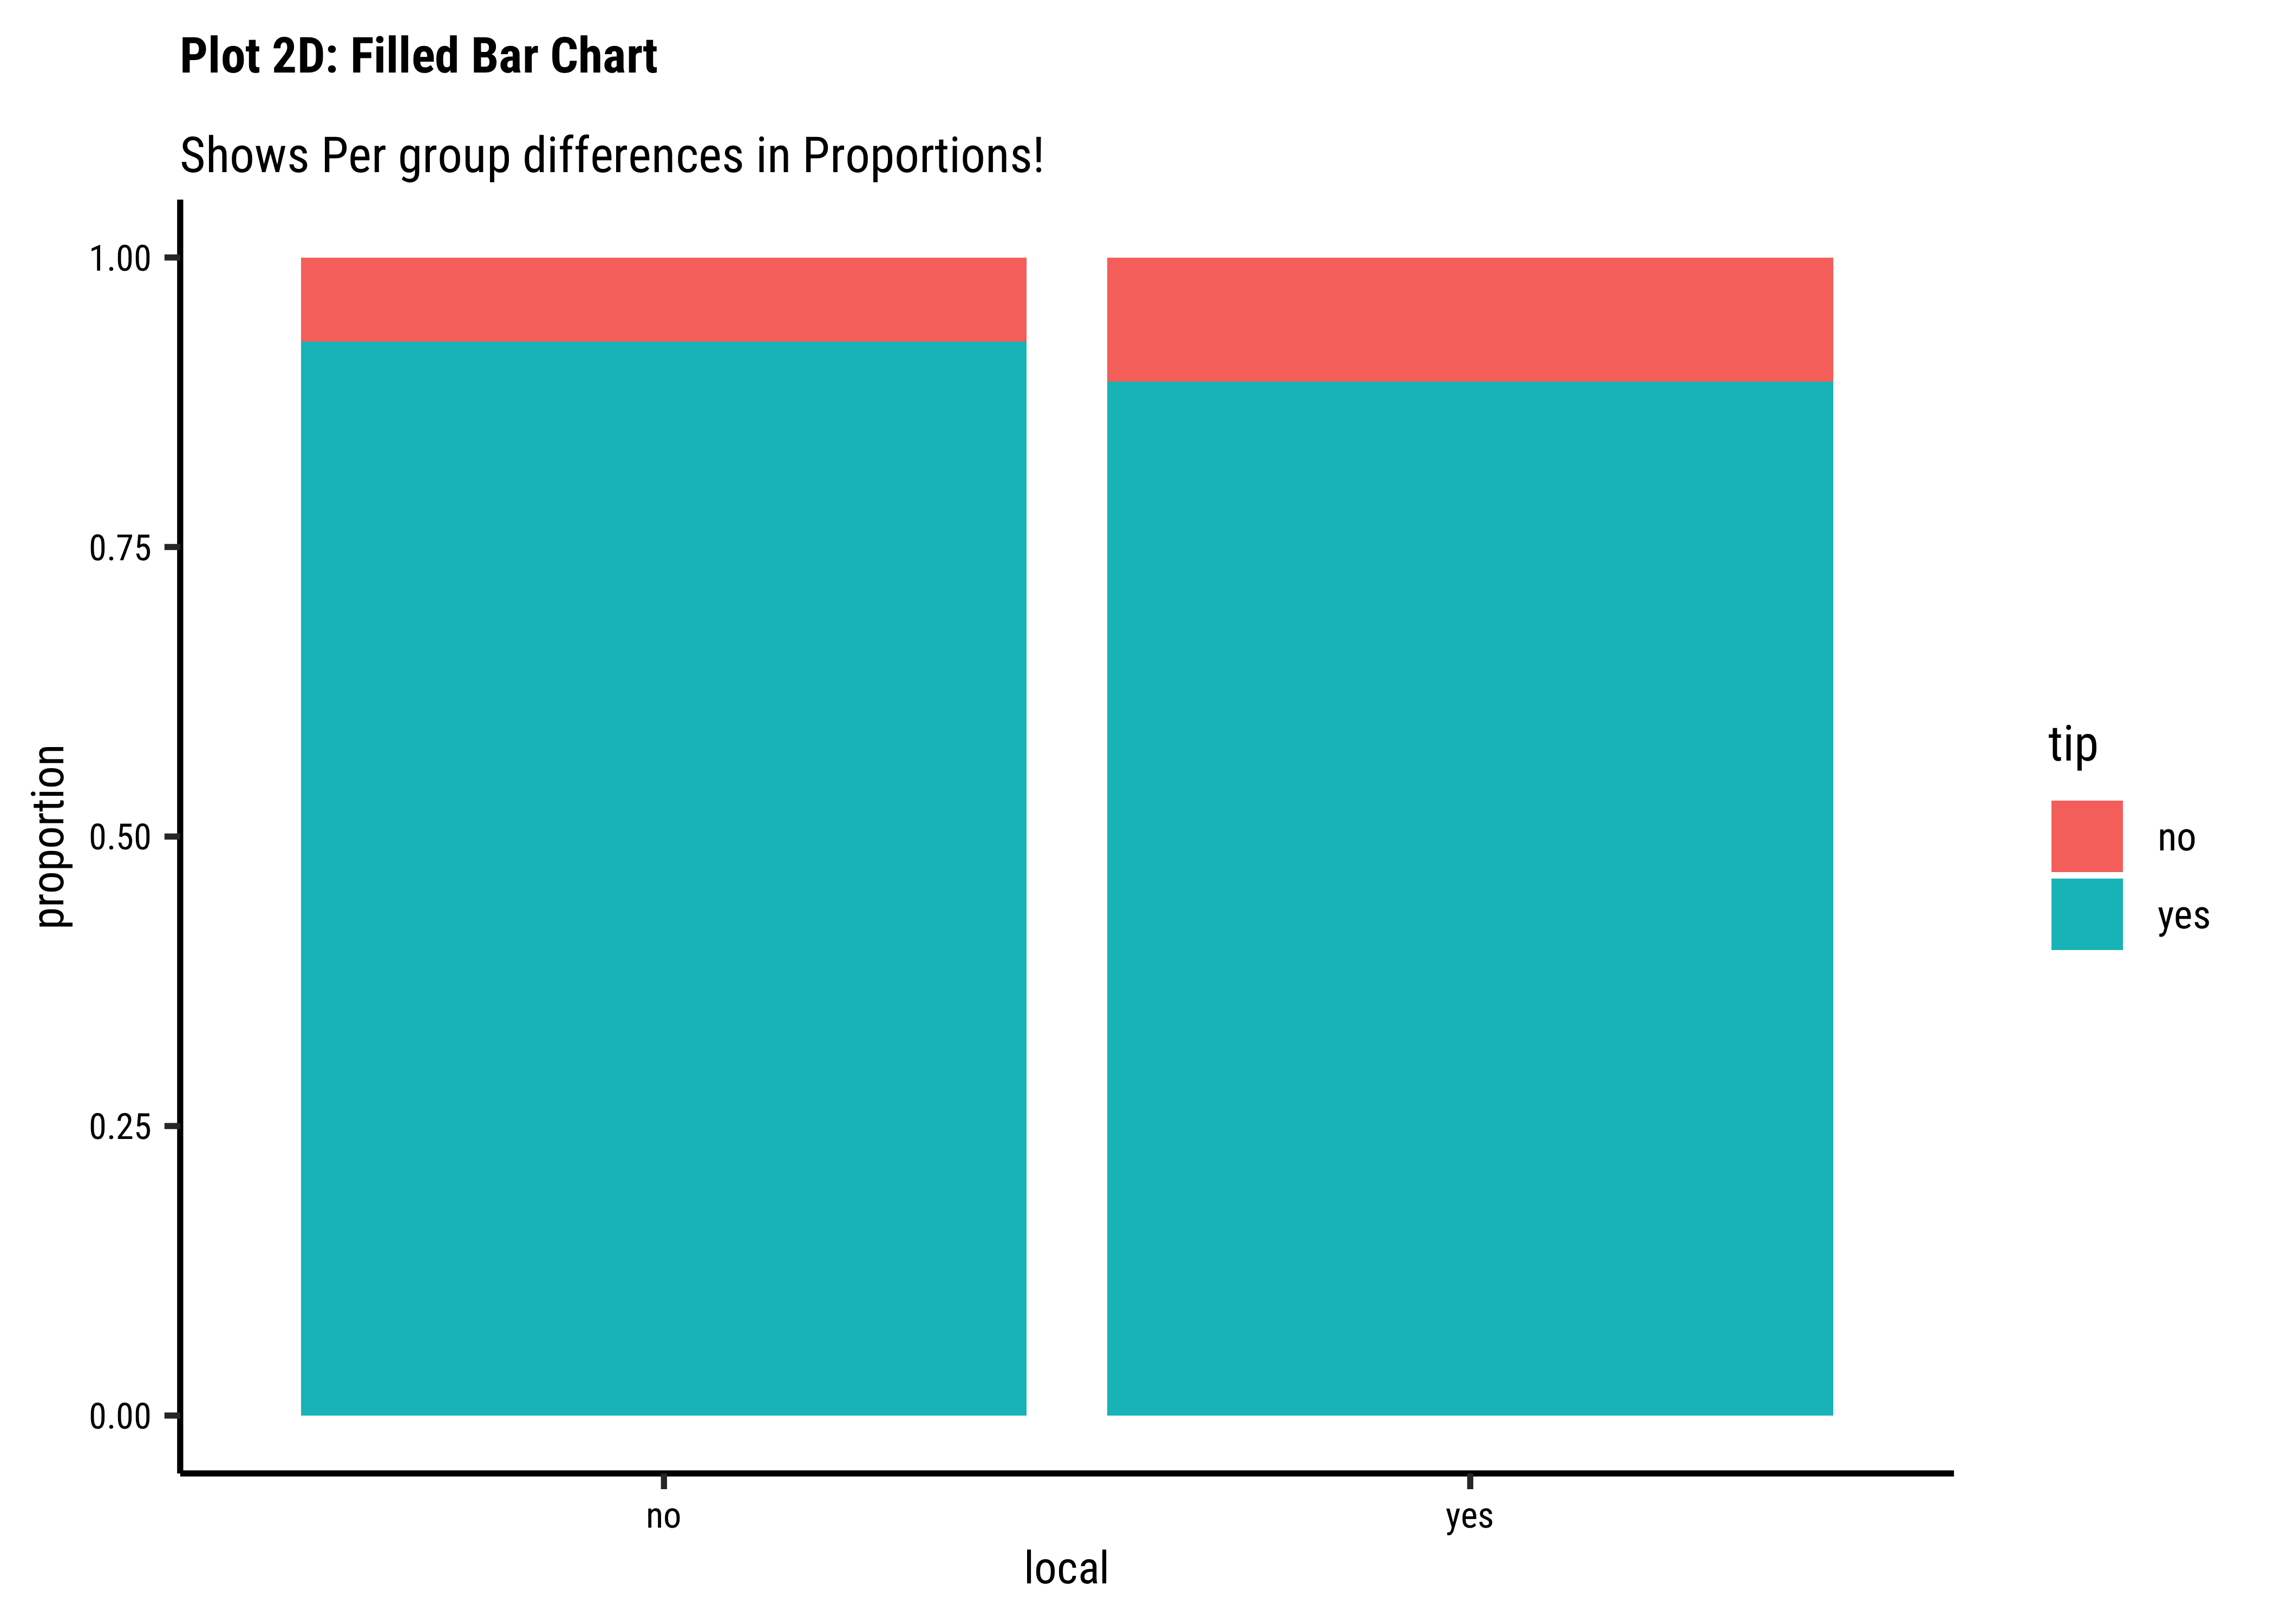 Plot 2D: Filled Bar Chart
Shows Per group differences in Proportions!
proportion
1.00
0.75
0.50
0.25
0.00
no
yes
local
tip
no
yes